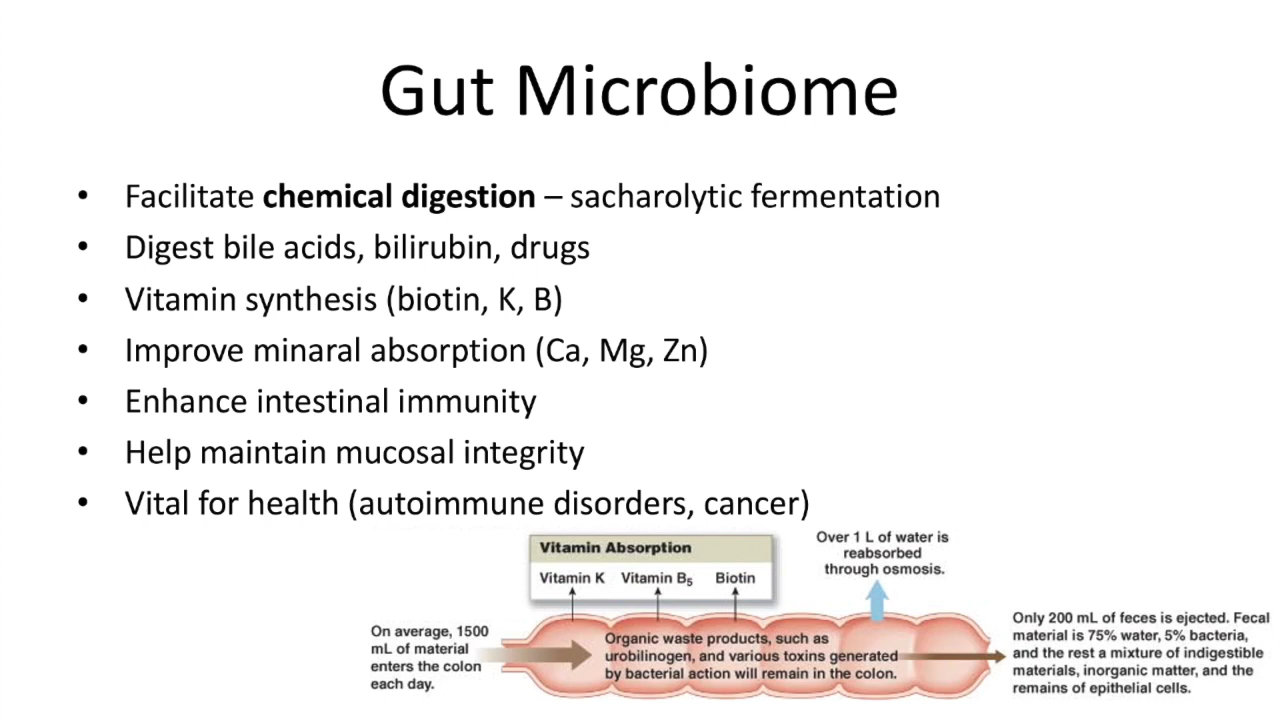 Gut Microbiome
• Facilitate chemical digestion – sacharolytic fermentation
• Digest bile acids, bilirubin, drugs
• Vitamin synthesis (biotin, K, B)
• Improve minaral absorption (Ca, Mg, Zn)
• Enhance intestinal immunity
• Help maintain mucosal integrity
• Vital for health (autoimmune disorders, cancer)
Vitamin Absorption
Vitamin K Vitamin B5 Biotin
Over 1 L of water is
reabsorbed
through osmosis.
On average, 1500
mL of material
enters the colon
each day.
Organic waste products, such as
urobilinogen, and various toxins generated
by bacterial action will remain in the colon.
Only 200 mL of feces is ejected. Fecal
material is 75% water, 5% bacteria,
and the rest a mixture of indigestible
materials, inorganic matter, and the
remains of epithelial cells.